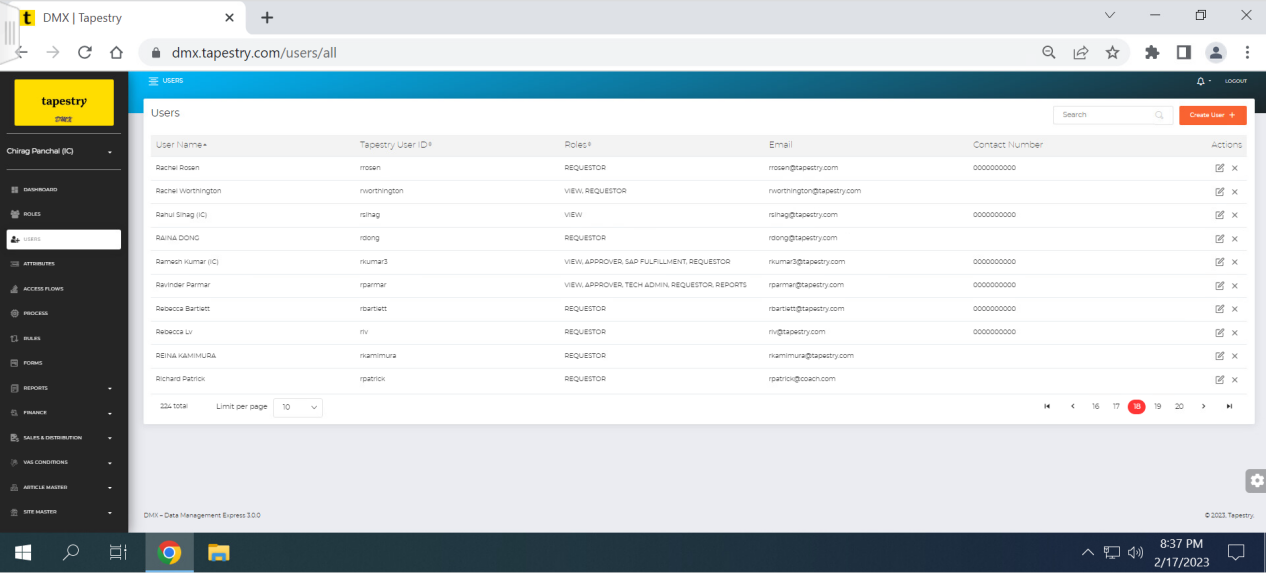 t DMX | Tapestry
dmx.tapestry.com/users/all
tapestry
DMX
USERS
LOGOUT
Chirag Panchal (IC)
DASHBOARD
ROLES
USERS
ATTRIBUTES
ACCESS FLOWS
PROCESS
RULES
FORMS
REPORTS
FINANCE
SALES & DISTRIBUTION
VAS CONDITIONS
ARTICLE MASTER
SITE MASTER
Users
Search
Create User +
User Name Tapestry User ID Roles Email Contact Number Actions
Rachel Rosen rrosen REQUESTOR rrosen@tapestry.com 0000000000
Rachel Worthington rworthington VIEW, REQUESTOR rworthington@tapestry.com
Rahul Sihag (IC) rsihag VIEW rsihag@tapestry.com 0000000000
RAINA DONG rdong REQUESTOR rdong@tapestry.com
Ramesh Kumar (IC) rkumar3 VIEW, APPROVER, SAP FULFILLMENT, REQUESTOR rkumar3@tapestry.com 0000000000
Ravinder Parmar rparmar VIEW, APPROVER, TECH ADMIN, REQUESTOR, REPORTS rparmar@tapestry.com 0000000000
Rebecca Bartlett rbartlett REQUESTOR rbartlett@tapestry.com 0000000000
Rebecca Lv rlv REQUESTOR rlv@tapestry.com 0000000000
REINA KAMIMURA rkamimura REQUESTOR rkamimura@tapestry.com
Richard Patrick rpatrick REQUESTOR rpatrick@coach.com
224 total Limit per page 10 16 17 18 19 20
DMX – Data Management Express 3.0.0 © 2023, Tapestry.
8:37 PM
2/17/2023